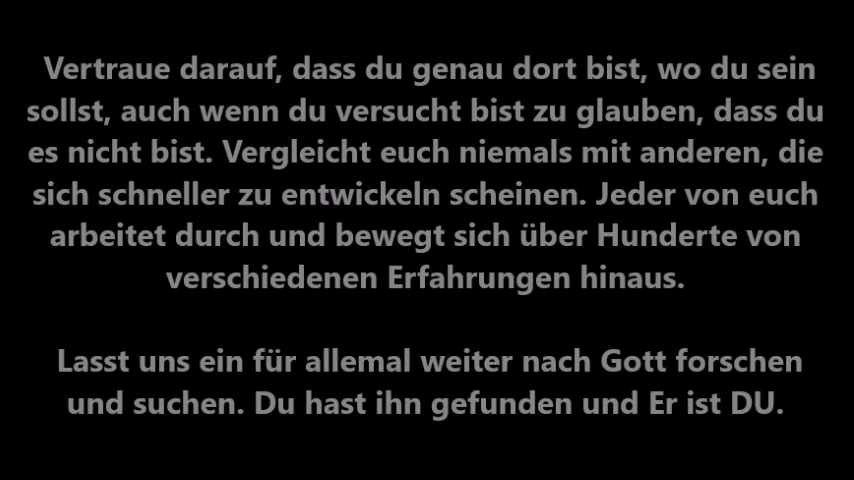 Vertraue darauf, dass du genau dort bist, wo du sein
sollst, auch wenn du versucht bist zu glauben, dass du
es nicht bist. Vergleicht euch niemals mit anderen, die
sich schneller zu entwickeln scheinen. Jeder von euch
arbeitet durch und bewegt sich über Hunderte von
verschiedenen Erfahrungen hinaus.
Lasst uns ein für allemal weiter nach Gott forschen
und suchen. Du hast ihn gefunden und Er ist DU.